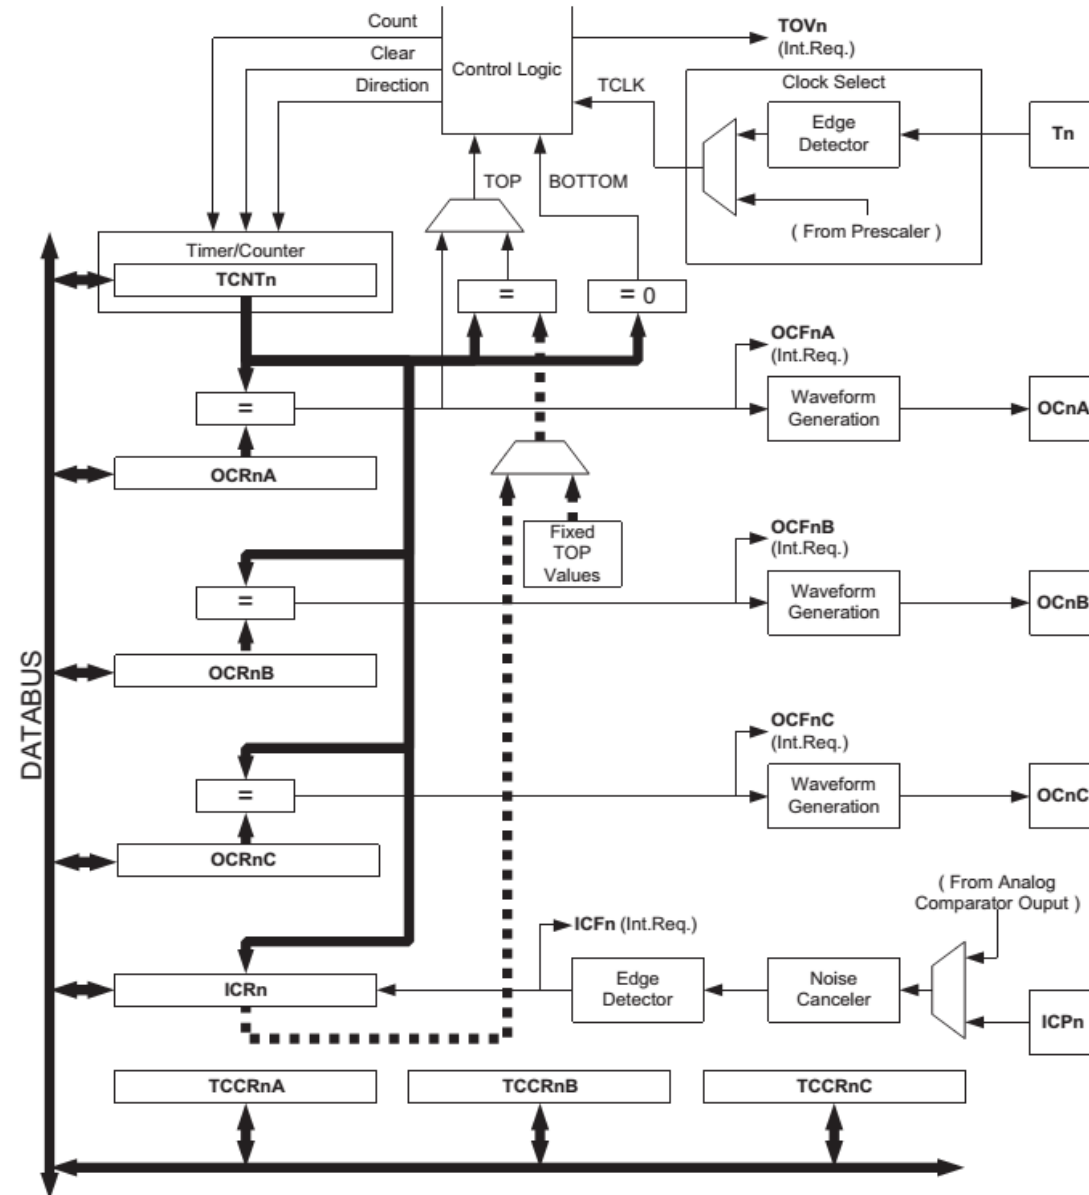 Count
Clear
Direction
Control Logic
TOVn
(Int.Req.)
TCLK
Clock Select
Edge
Detector
Tn
( From Prescaler )
TOP
BOTTOM
Timer/Counter
TCNTn
=
= 0
OCFnA
(Int.Req.)
=
Waveform
Generation
OCnA
OCRnA
Fixed
TOP
Values
OCFnB
(Int.Req.)
=
Waveform
Generation
OCnB
OCRnB
DATABUS
OCFnC
(Int.Req.)
=
Waveform
Generation
OCnC
OCRnC
( From Analog
Comparator Ouput )
ICFn (Int.Req.)
ICRn
Edge
Detector
Noise
Canceler
ICPn
TCCRnA
TCCRnB
TCCRnC